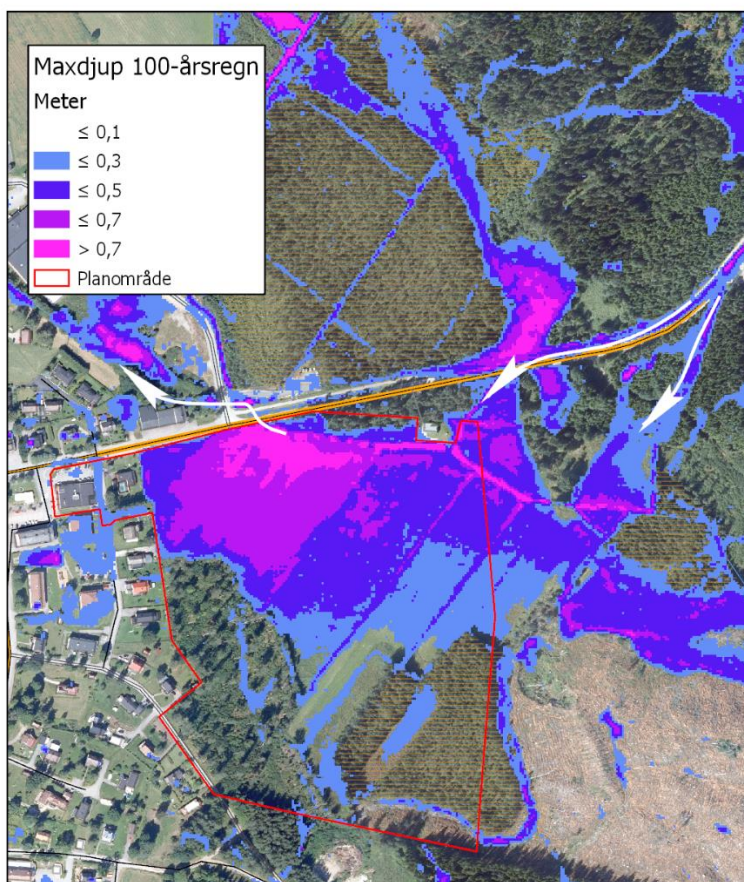 Maxdjup 100-årsregn
Meter
≤ 0,1
≤ 0,3
≤ 0,5
≤ 0,7
> 0,7
Planområde